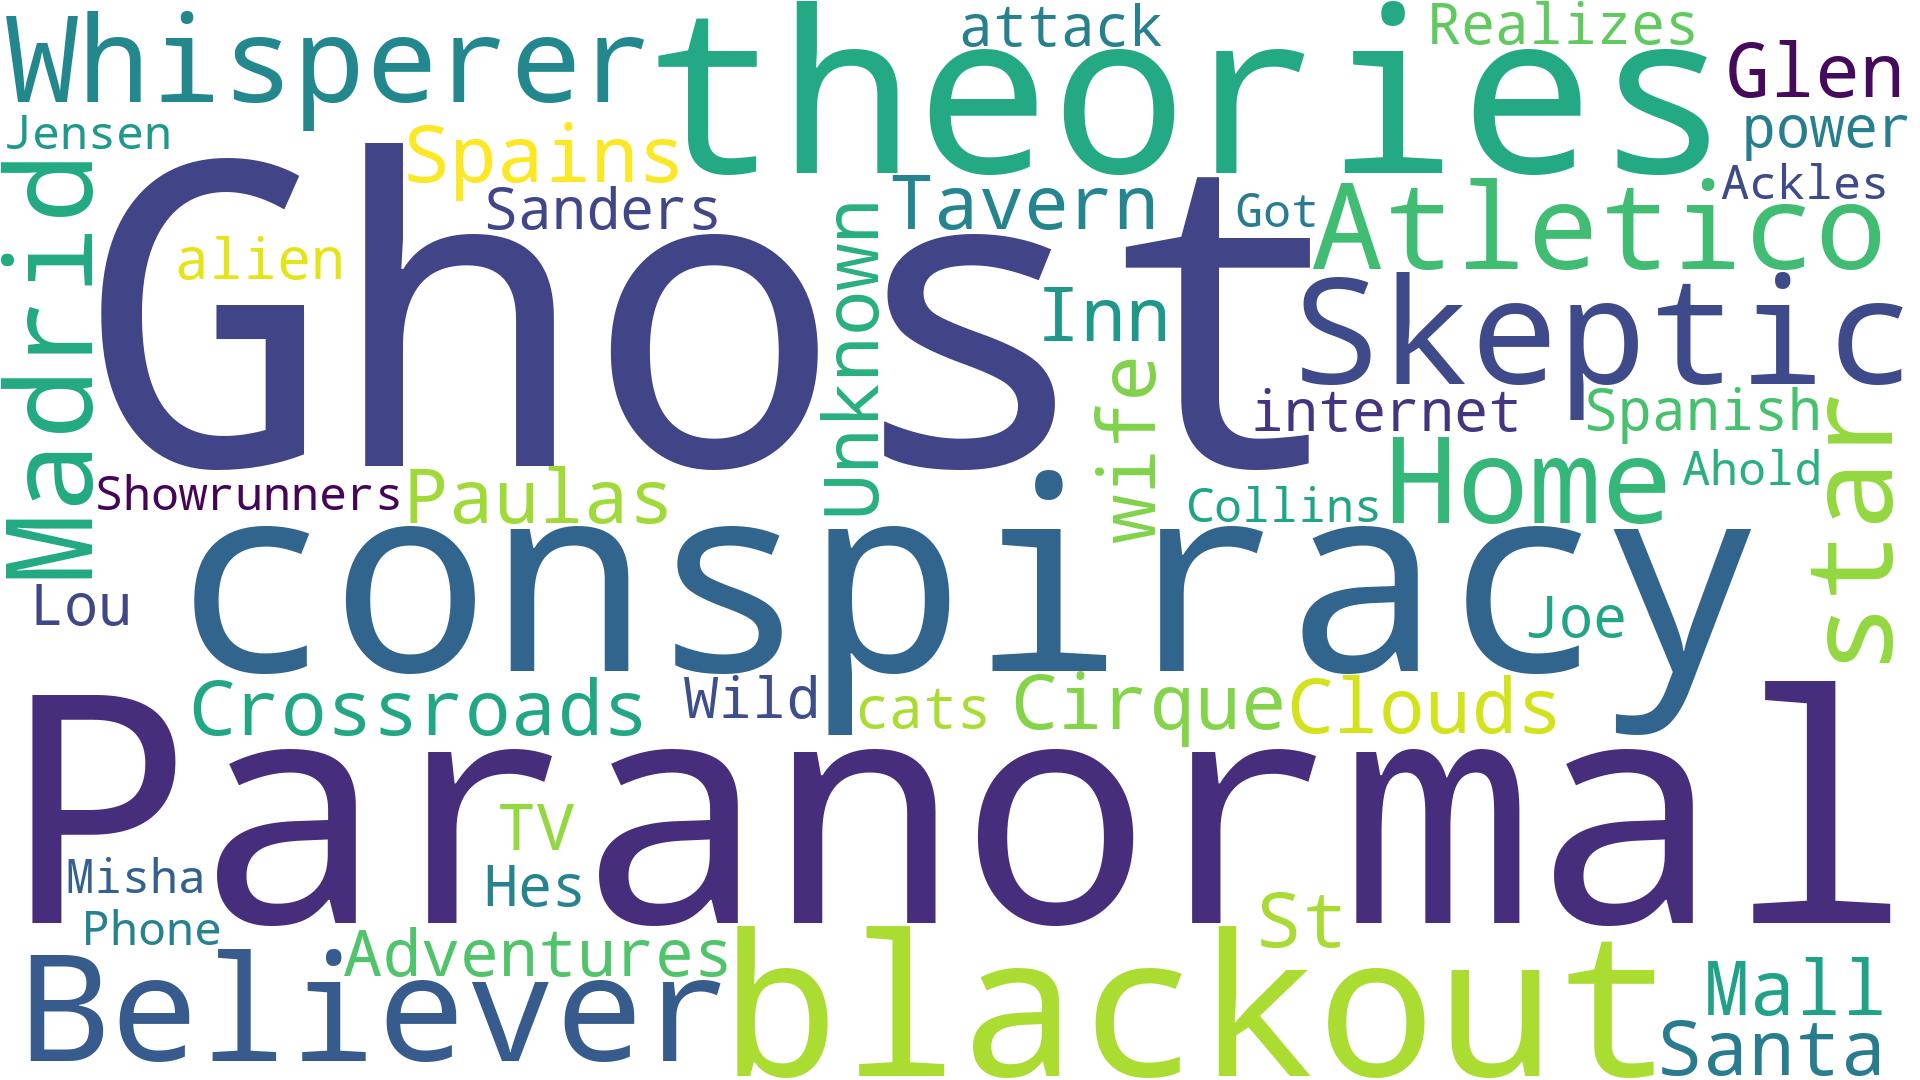 Whisperer
theories
attack
Realizes
Glen
Jensen
Spains
power
Madrid
Ghost
Sanders
Tavern
Got
Ackles
Atletico
alien
Unknown
Inn
Skeptic
wife
internet
Spanish
star
Showrunners
Paulas
Collins
Home
Ahold
Lou
conspiracy
Joe
Crossroads
Wild
cats
Cirque
Clouds
Paranormal
TV
Misha
Hes
Phone
St
Believer
Adventures
blackout
Mall
Santa